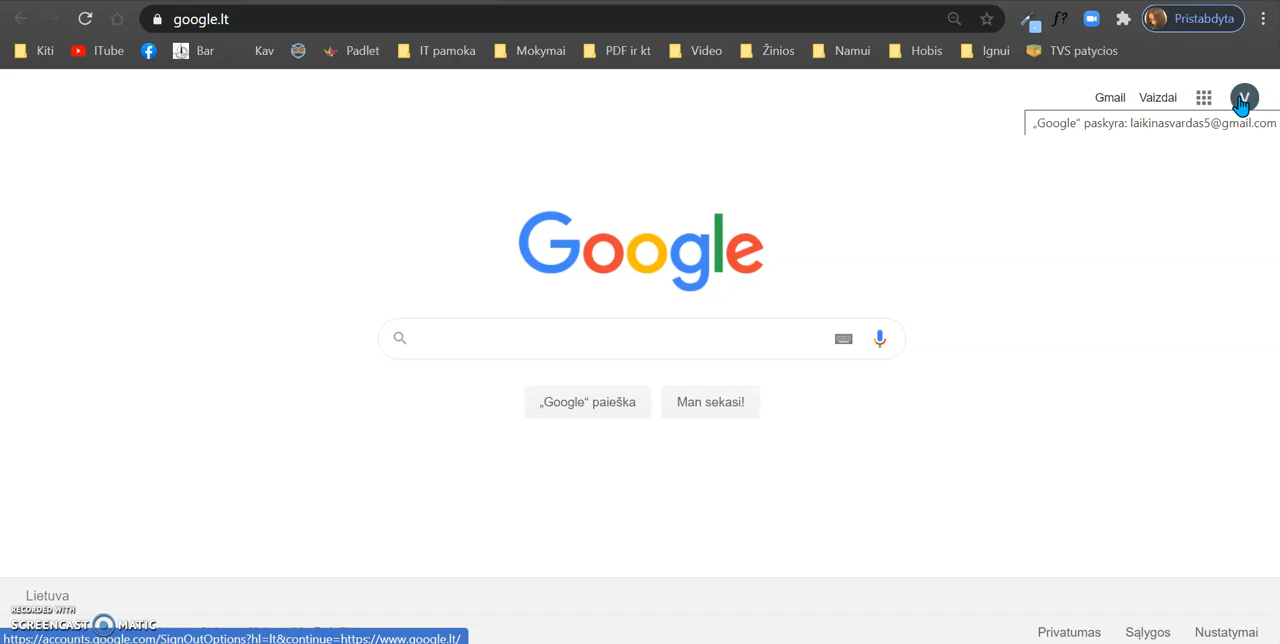 google.lt
Pristabdyta
Kiti
ITube
Bar
Kav
Padlet
IT pamoka
Mokymai
PDF ir kt
Video
Žinios
Namui
Hobis
Ignui
TVS patycios
Gmail
Vaizdai
V
„Google“ paskyra: laikinasvardas5@gmail.com
Google
„Google“ paieška
Man sekasi!
Lietuva
RECORDED WITH
SCREENCAST MATIC
https://accounts.google.com/SignOutOptions?hl=lt&continue=https://www.google.lt/
Privatumas
Sąlygos
Nustatymai